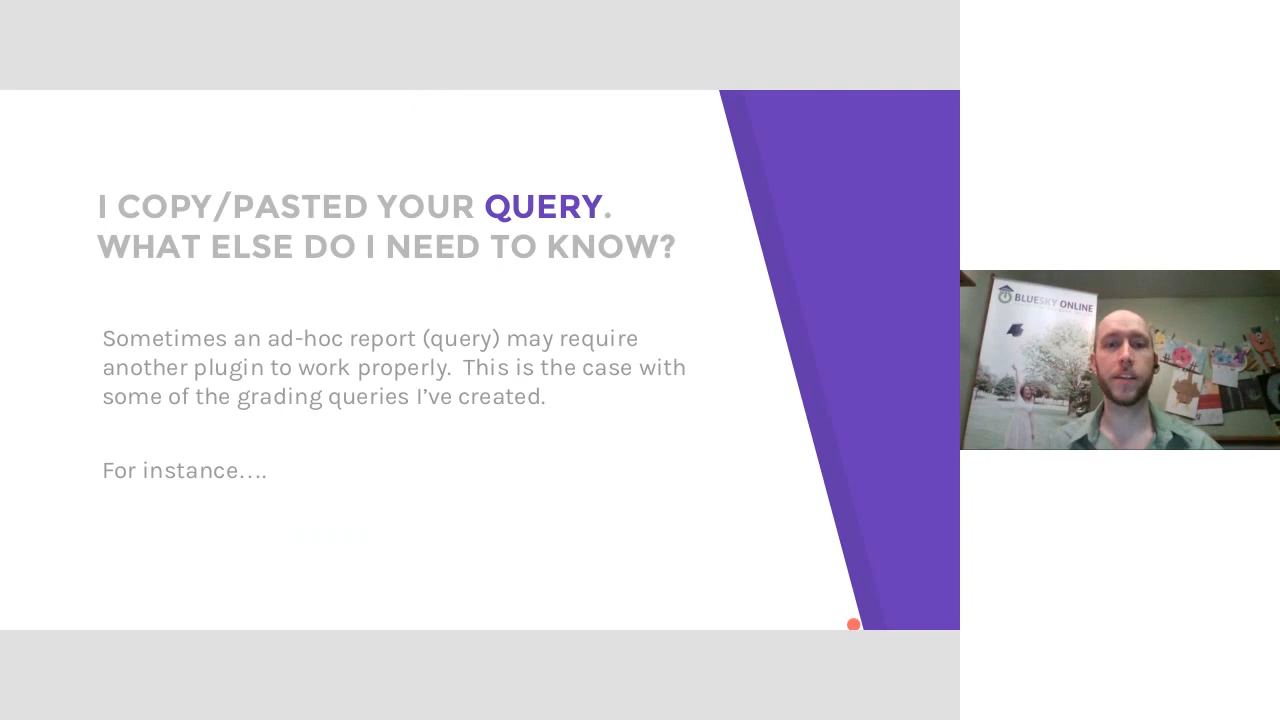 I COPY/PASTED YOUR QUERY.
WHAT ELSE DO I NEED TO KNOW?
Sometimes an ad-hoc report (query) may require
another plugin to work properly.  This is the case with
some of the grading queries I’ve created.
For instance….
BLUESKY ONLINE